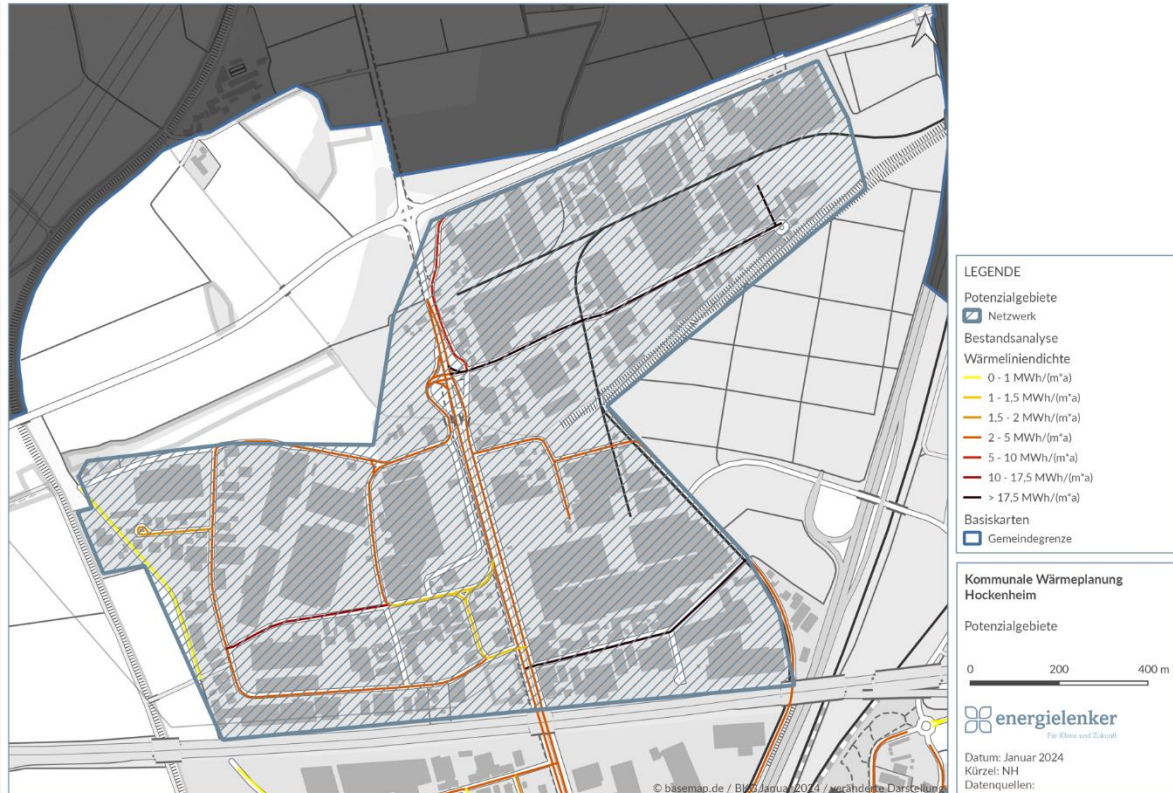 LEGENDE
Potenzialgebiete
Netzwerk
Bestandsanalyse
Wärmeliniendichte
0 - 1 MWh/(m*a)
1 - 1,5 MWh/(m*a)
1,5 - 2 MWh/(m*a)
2 - 5 MWh/(m*a)
5 - 10 MWh/(m*a)
10 - 17,5 MWh/(m*a)
> 17,5 MWh/(m*a)
Basiskarten
Gemeindegrenze
Kommunale Wärmeplanung
Hockenheim
Potenzialgebiete
0 200 400 m
energielenker
Für Klima und Zukunft
Datum: Januar 2024
Kürzel: NH
Datenquellen:
© basemap.de / BKG Januar 2024 / veränderte Darstellung